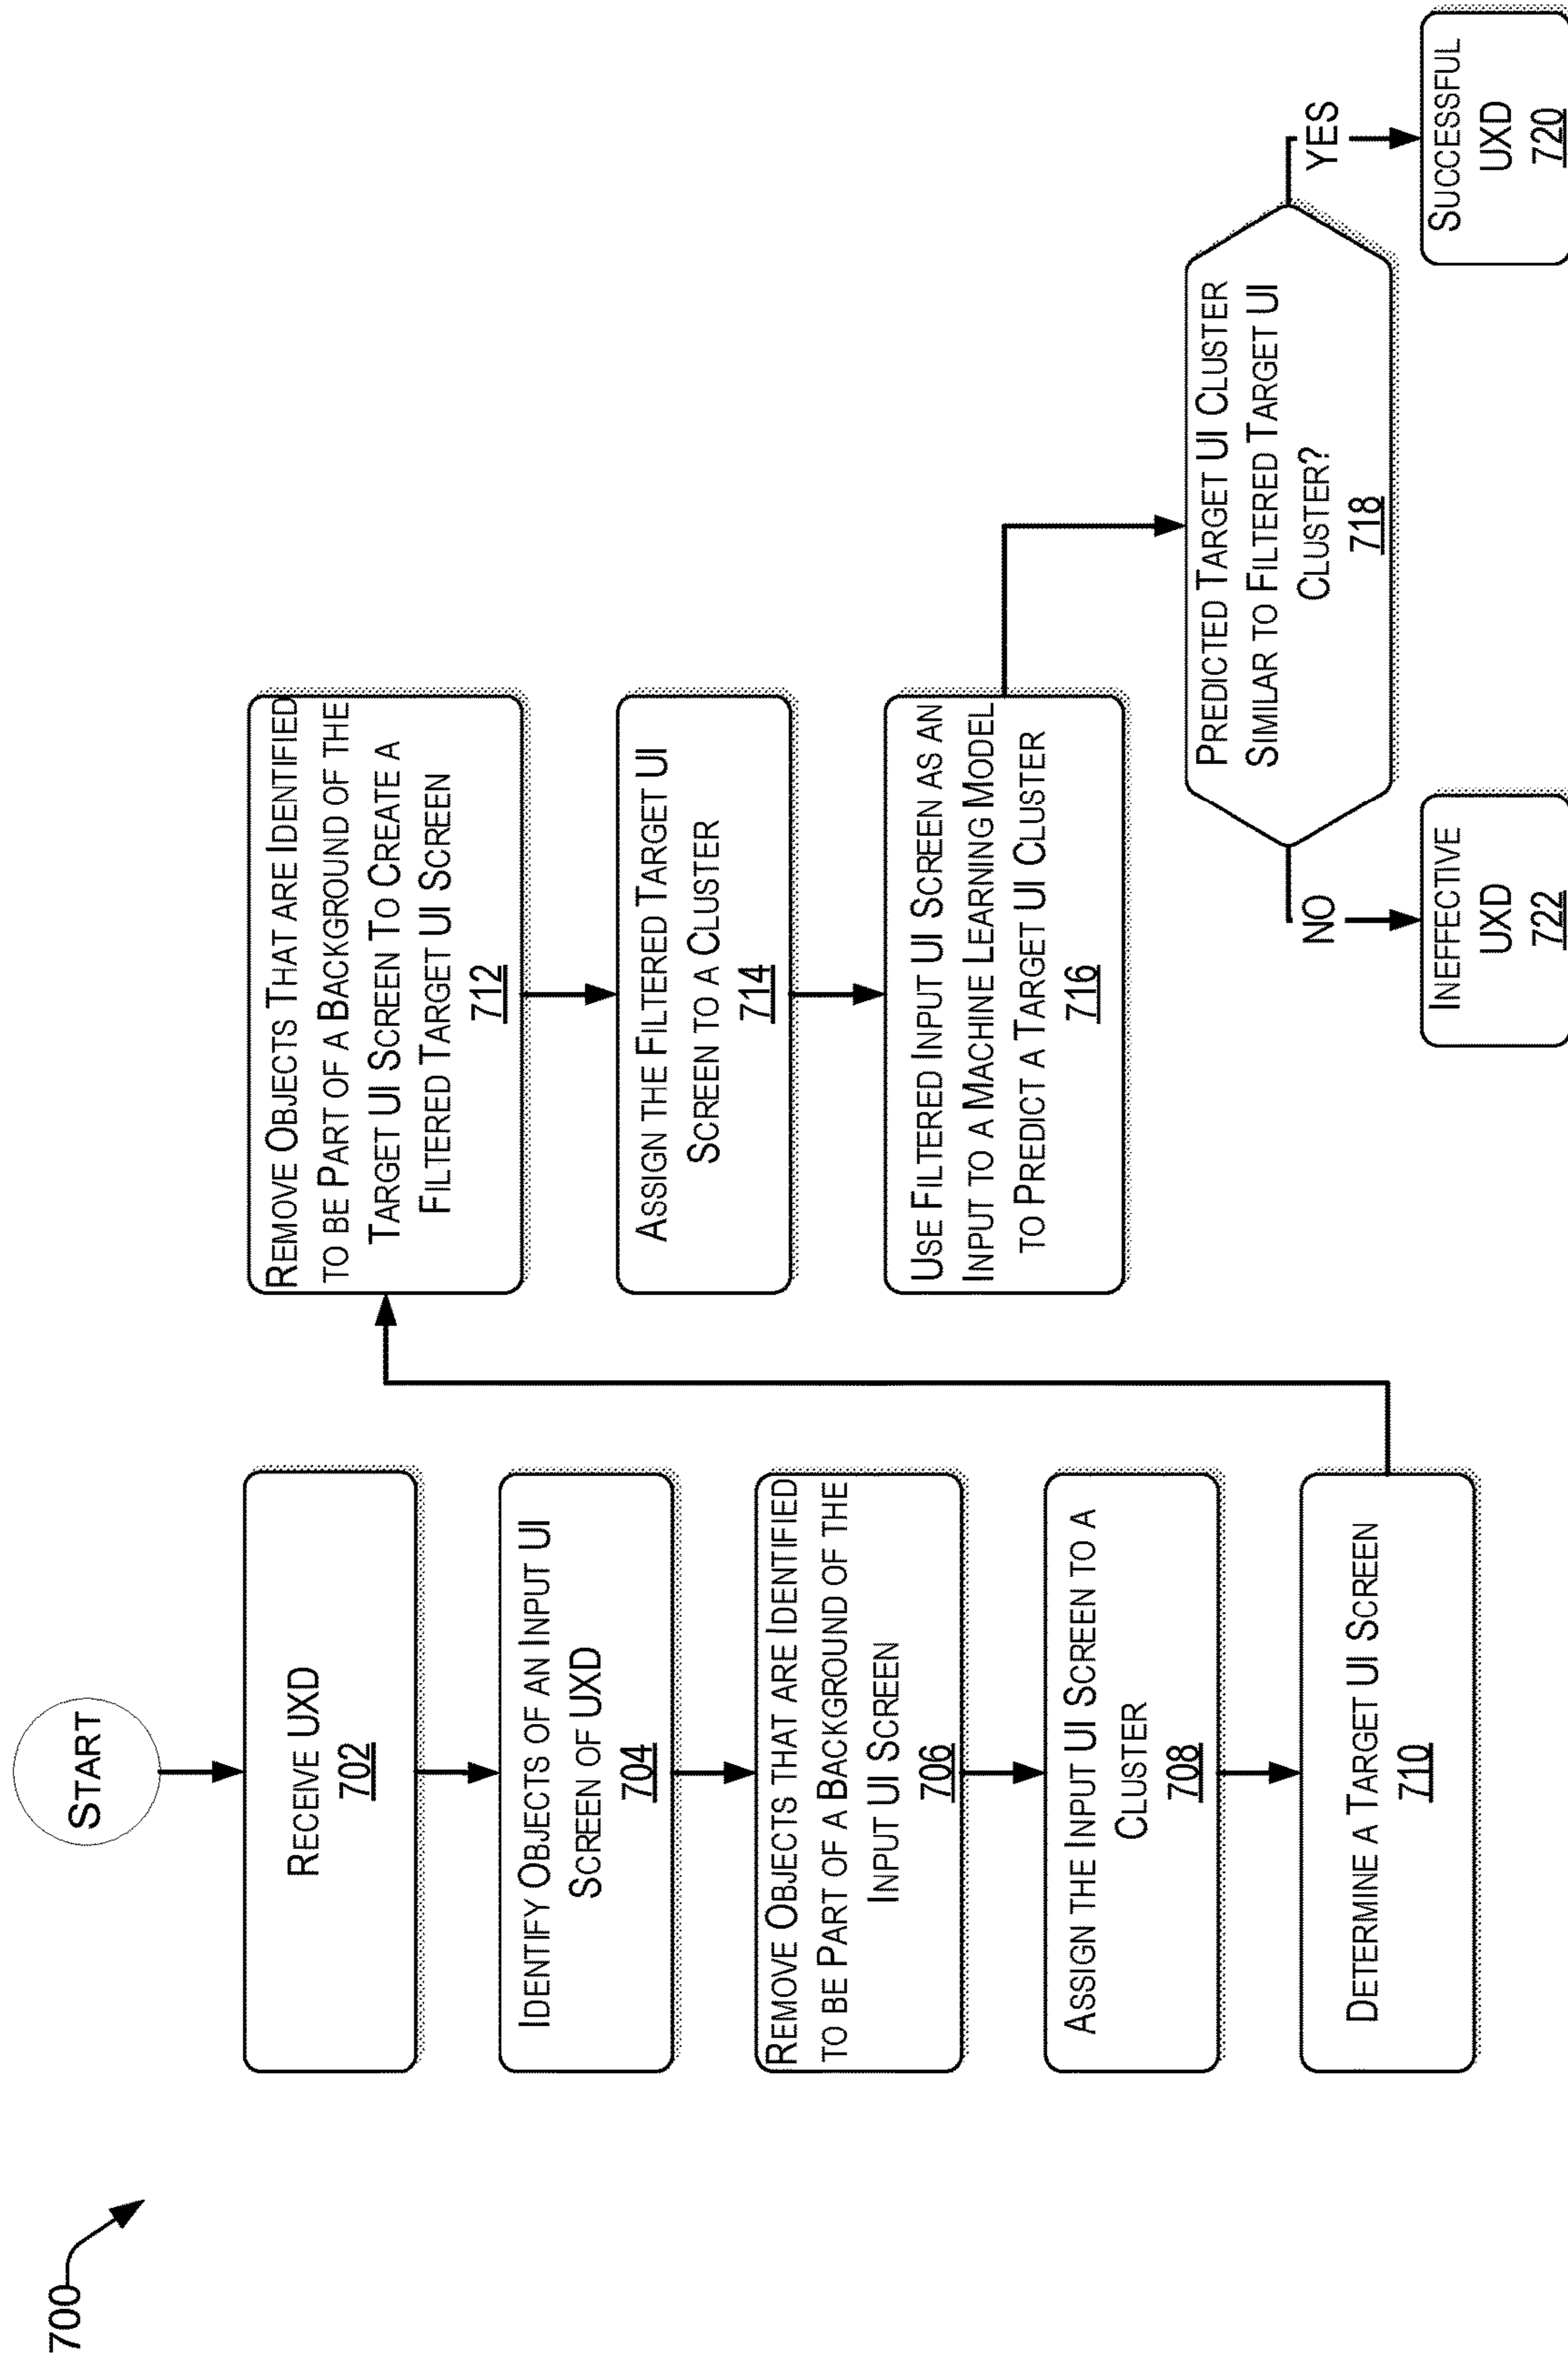 700
START
RECEIVE UXD
702
IDENTIFY OBJECTS OF AN INPUT UI
SCREEN OF UXD
704
REMOVE OBJECTS THAT ARE IDENTIFIED
TO BE PART OF A BACKGROUND OF THE
INPUT UI SCREEN
706
ASSIGN THE INPUT UI SCREEN TO A
CLUSTER
708
DETERMINE A TARGET UI SCREEN
710
REMOVE OBJECTS THAT ARE IDENTIFIED
TO BE PART OF A BACKGROUND OF THE
TARGET UI SCREEN TO CREATE A
FILTERED TARGET UI SCREEN
712
ASSIGN THE FILTERED TARGET UI
SCREEN TO A CLUSTER
714
USE FILTERED INPUT UI SCREEN AS AN
INPUT TO A MACHINE LEARNING MODEL
TO PREDICT A TARGET UI CLUSTER
716
PREDICTED TARGET UI CLUSTER
SIMILAR TO FILTERED TARGET UI
CLUSTER?
718
NO
YES
INEFFECTIVE
UXD
722
SUCCESSFUL
UXD
720